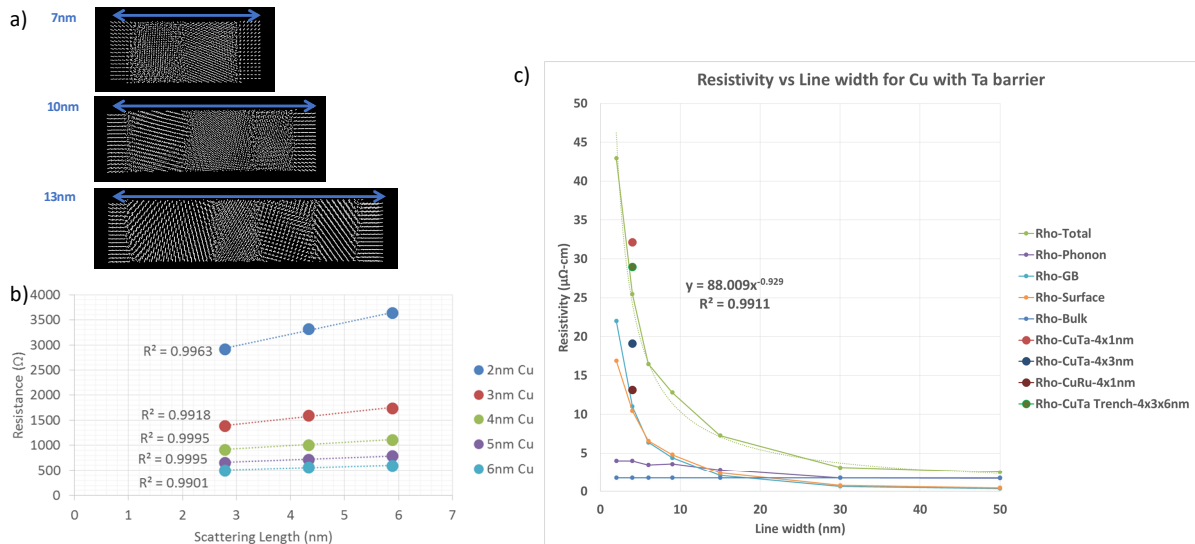 a)
7nm
10nm
13nm
b)
4000
3500
3000
2500
2000
1500
1000
500
0
Resistance (Ω)
R² = 0.9963
R² = 0.9918
R² = 0.9995
R² = 0.9995
R² = 0.9901
0 1 2 3 4 5 6 7
Scattering Length (nm)
2nm Cu
3nm Cu
4nm Cu
5nm Cu
6nm Cu
c)
Resistivity vs Line width for Cu with Ta barrier
50
45
40
35
30
25
20
15
10
5
0
Resistivity (μΩ-cm)
y = 88.009x^-0.929
R² = 0.9911
0 10 20 30 40 50
Line width (nm)
Rho-Total
Rho-Phonon
Rho-GB
Rho-Surface
Rho-Bulk
Rho-CuTa-4x1nm
Rho-CuTa-4x3nm
Rho-CuRu-4x1nm
Rho-CuTa Trench-4x3x6nm